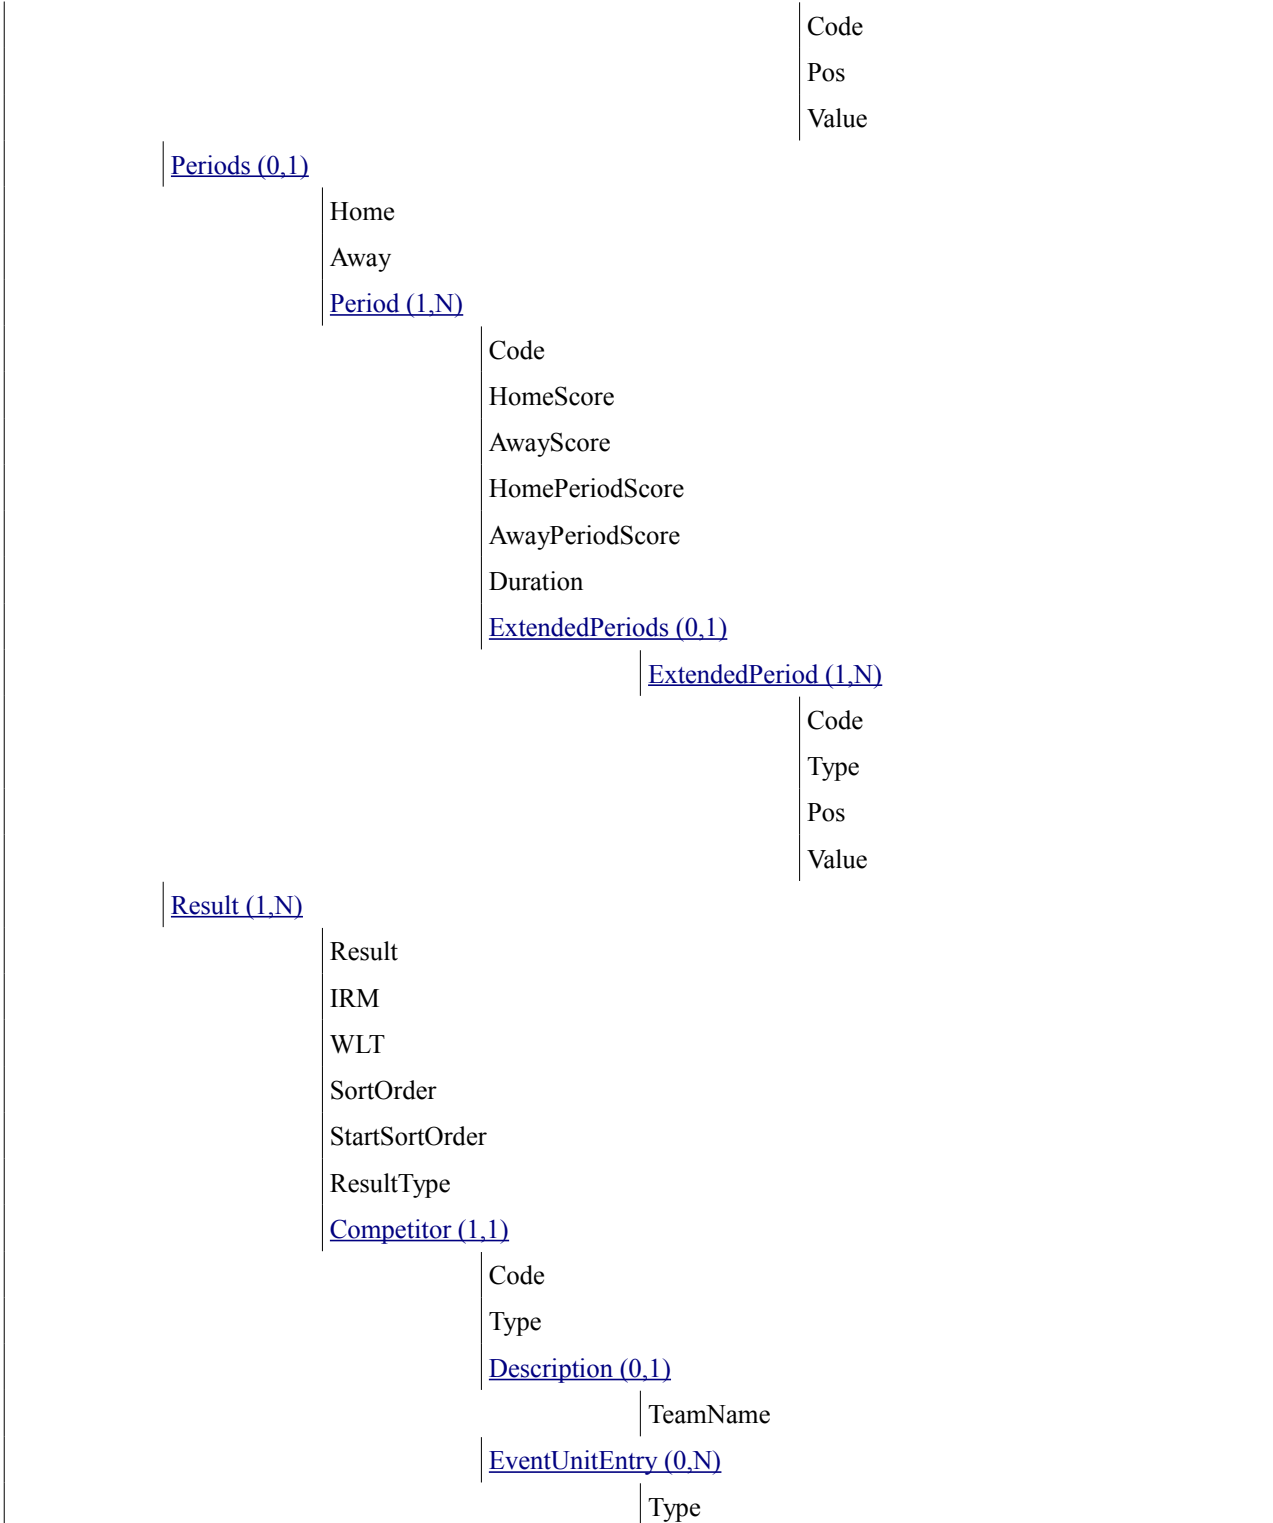 Code
Pos
Value
Periods (0,1)
Home
Away
Period (1,N)
Code
HomeScore
AwayScore
HomePeriodScore
AwayPeriodScore
Duration
ExtendedPeriods (0,1)
ExtendedPeriod (1,N)
Code
Type
Pos
Value
Result (1,N)
Result
IRM
WLT
SortOrder
StartSortOrder
ResultType
Competitor (1,1)
Code
Type
Description (0,1)
TeamName
EventUnitEntry (0,N)
Type